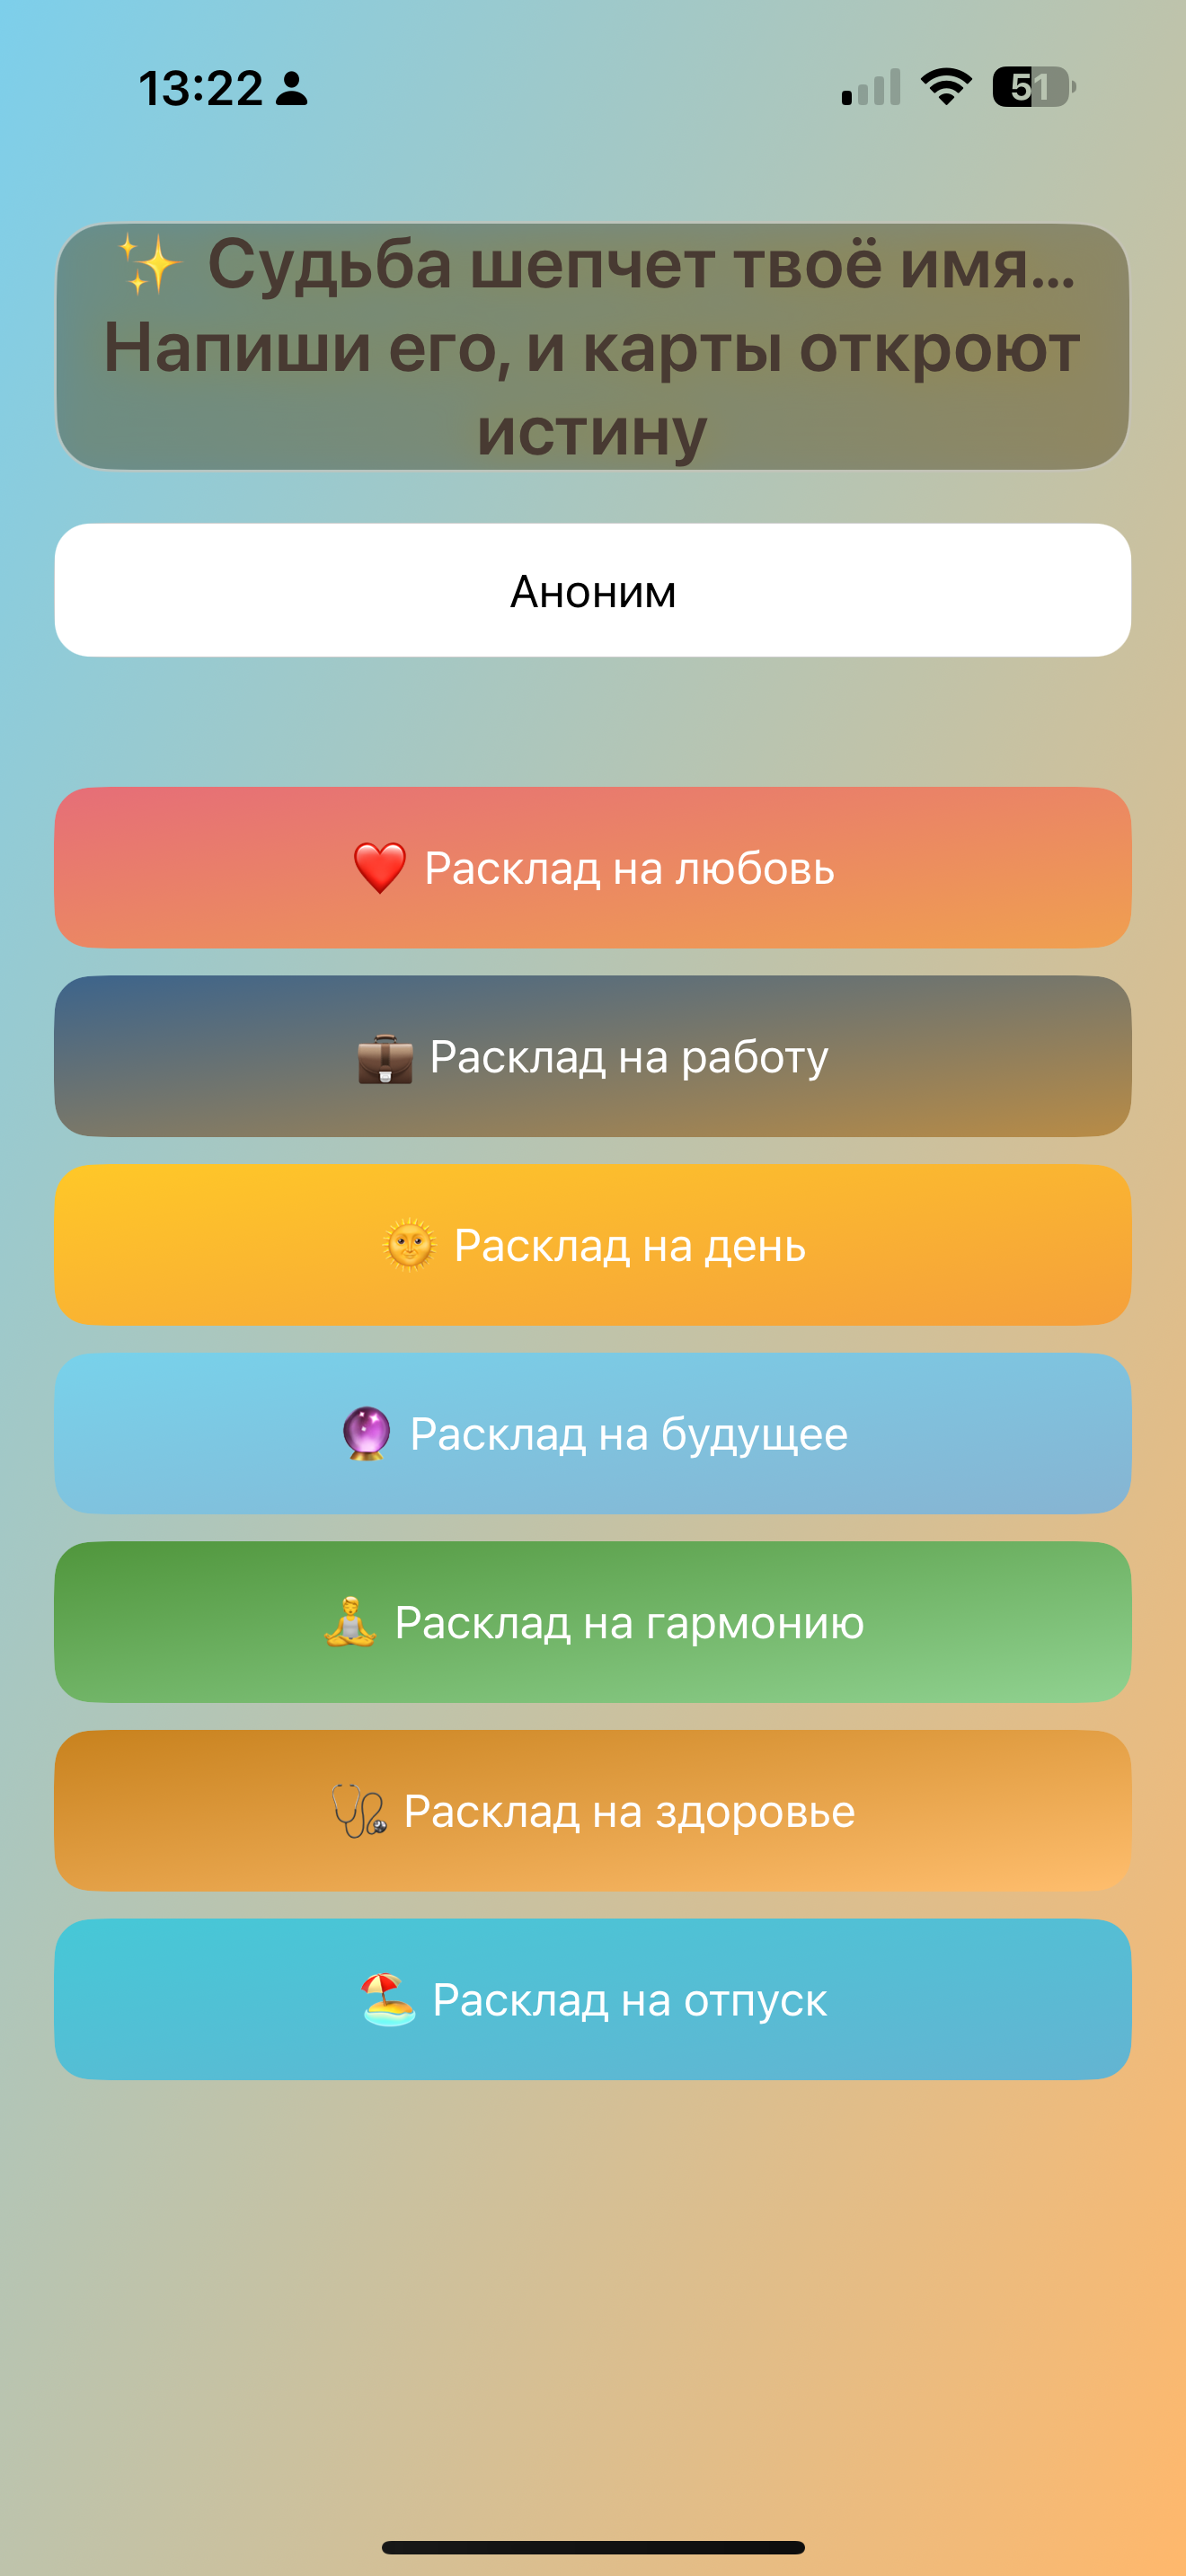 13:22
51
✨ Судьба шепчет твоё имя...
Напиши его, и карты откроют
истину
Аноним
❤️ Расклад на любовь
💼 Расклад на работу
🌞 Расклад на день
🔮 Расклад на будущее
🧘 Расклад на гармонию
🩺 Расклад на здоровье
🏖️ Расклад на отпуск